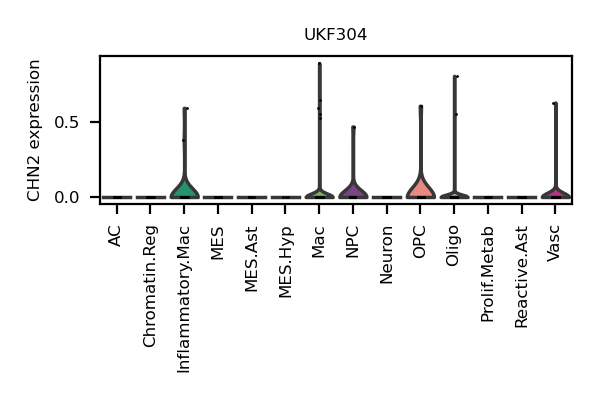 UKF304
CHN2 expression
0.5
0.0
AC
Chromatin.Reg
Inflammatory.Mac
MES
MES.Ast
MES.Hyp
Mac
NPC
Neuron
OPC
Oligo
Prolif.Metab
Reactive.Ast
Vasc